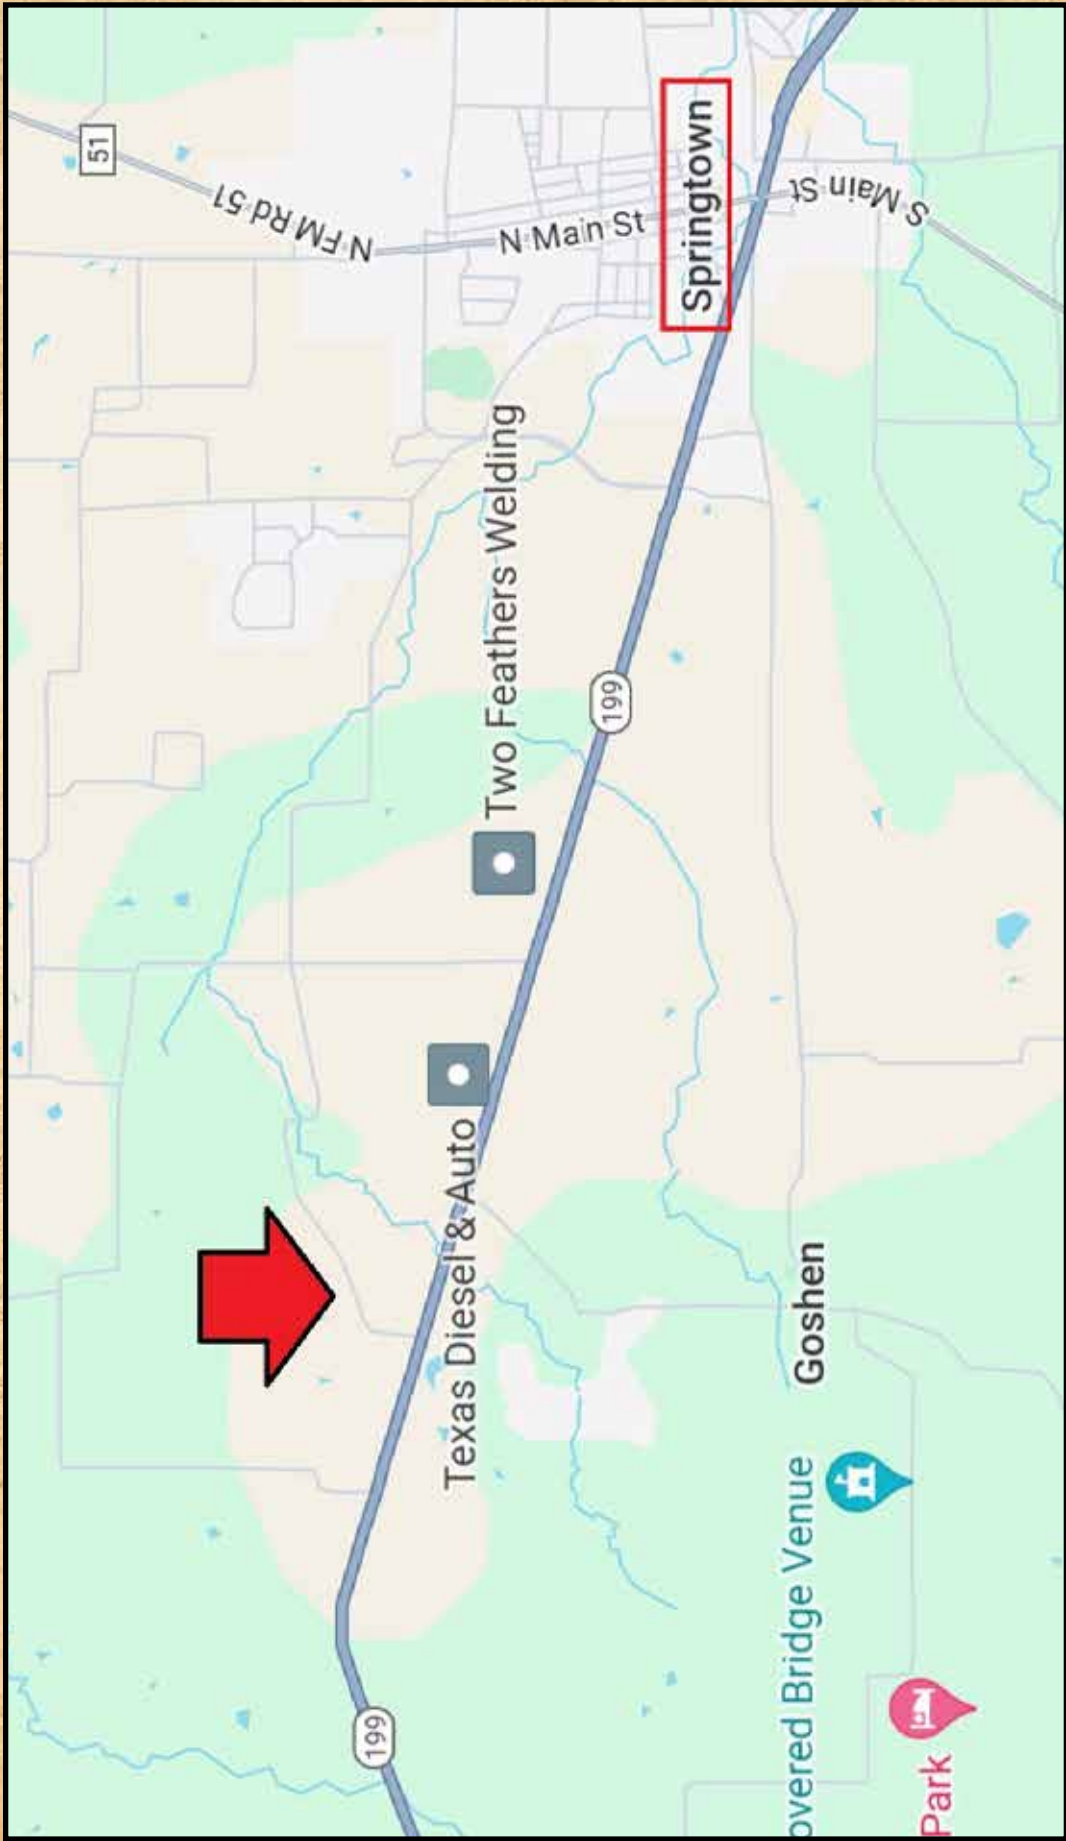 51
N FM Rd 51
N Main St
Springtown
S Main St
Two Feathers Welding
199
Texas Diesel & Auto
Goshen
overed Bridge Venue
199
Park